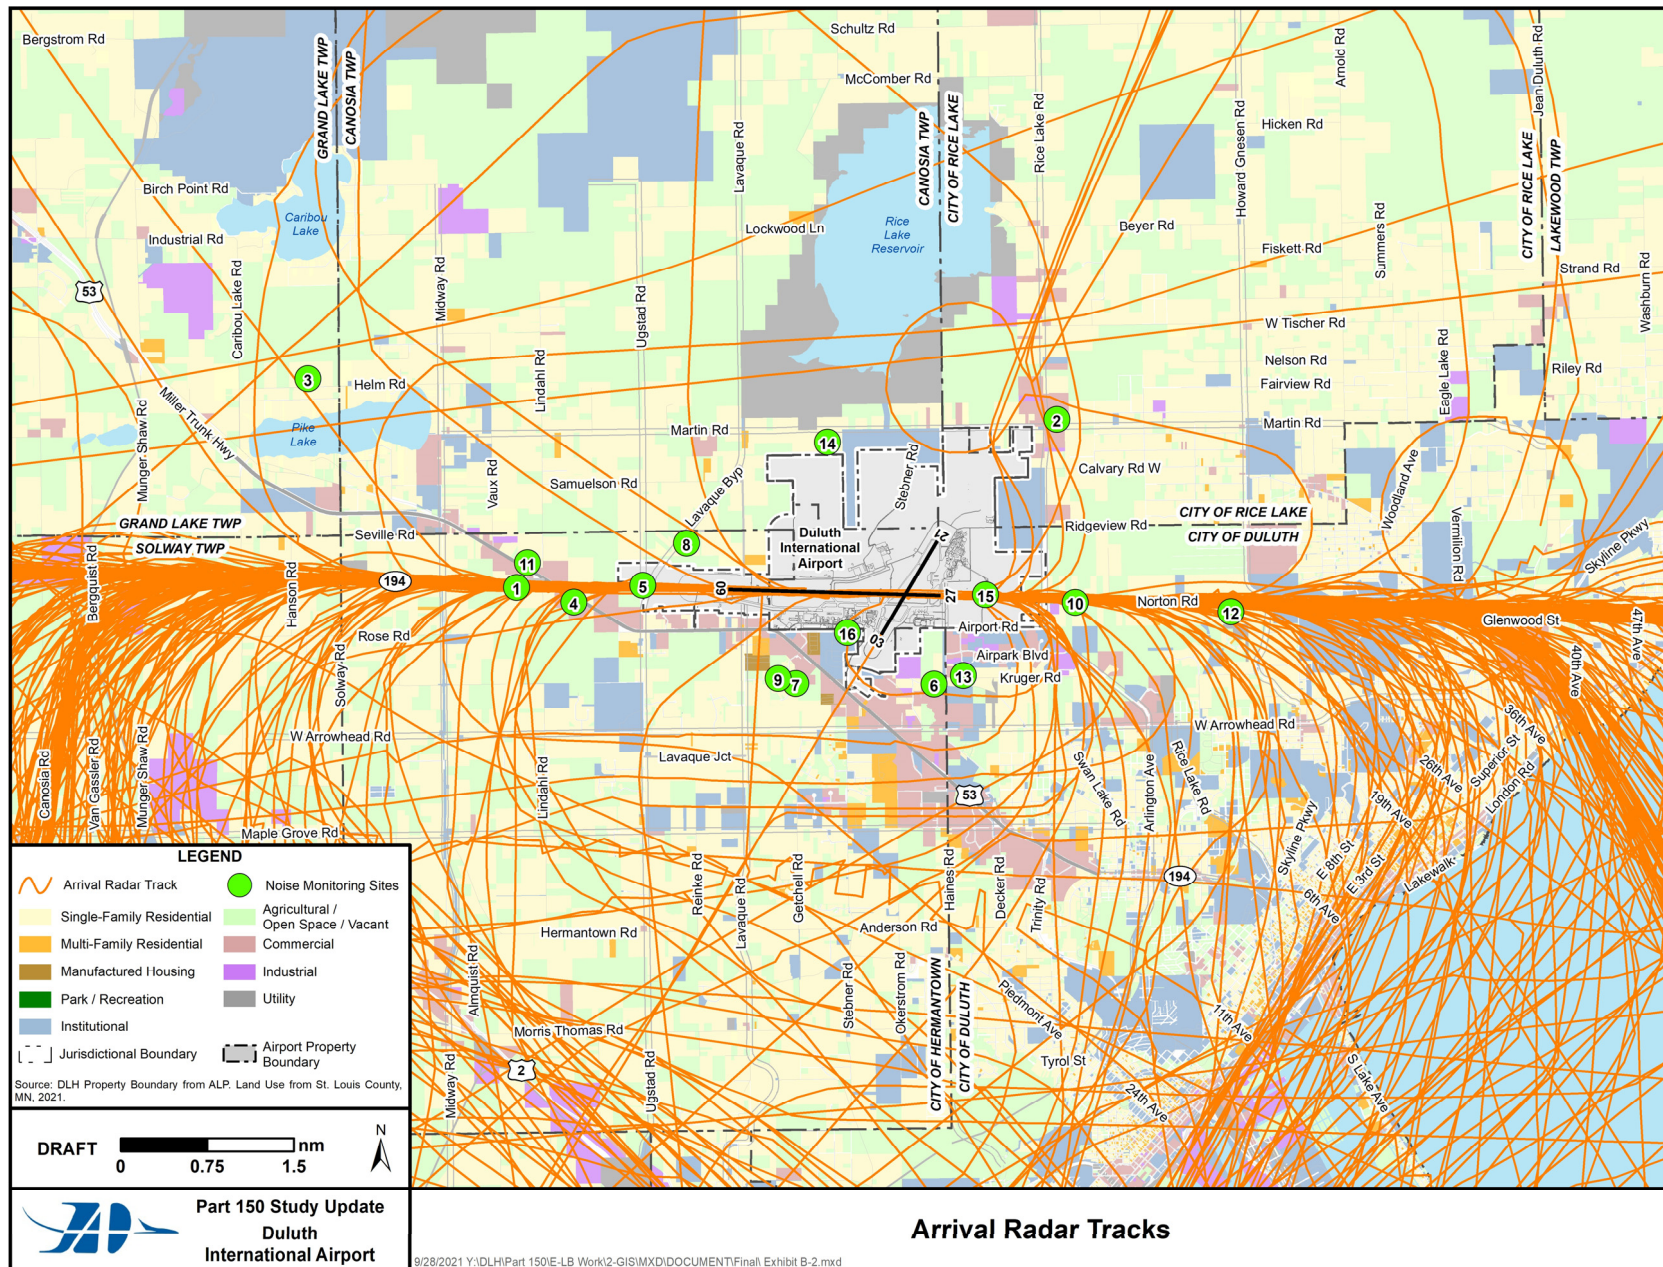 Bergstrom Rd
GRAND LAKE TWP
CANOSIA TWP
Schultz Rd
McComber Rd
Lavaque Rd
CANOSIA TWP
CITY OF RICE LAKE
Rice Lake Rd
Howard Gnesen Rd
Arnold Rd
Hicken Rd
Jean Duluth Rd
CITY OF RICE LAKE
LAKEWOOD TWP
Birch Point Rd
Caribou
Lake
Industrial Rd
Lockwood Ln
Rice
Lake
Reservoir
Beyer Rd
Fiskett Rd
Summers Rd
Strand Rd
Washburn Rd
53
Caribou Lake Rd
Midway Rd
Ugstad Rd
Lindahl Rd
W Tischer Rd
Nelson Rd
Fairview Rd
Eagle Lake Rd
Riley Rd
3
Helm Rd
Munger Shaw Rd
Miller Trunk Hwy
Pike
Lake
Martin Rd
14
2
Martin Rd
Vaux Rd
Samuelson Rd
Lavaque Byp
Stebner Rd
Calvary Rd W
Woodland Ave
Vermilion Rd
Skyline Pkwy
GRAND LAKE TWP
SOLWAY TWP
Seville Rd
8
Duluth
International
Airport
21
Ridgeview Rd
CITY OF RICE LAKE
CITY OF DULUTH
Bergquist Rd
Hanson Rd
194
11
1
4
5
09
27
15
10
Norton Rd
12
Glenwood St
47th Ave
40th Ave
Rose Rd
Solway Rd
16
03
Airport Rd
Airpark Blvd
Kruger Rd
9
7
6
13
W Arrowhead Rd
Lavaque Jct
W Arrowhead Rd
36th Ave
Superior St
26th Ave
London Rd
19th Ave
Canosia Rd
Van Gassler Rd
Munger Shaw Rd
Lindahl Rd
53
Swan Lake Rd
Arlington Ave
Rice Lake Rd
Skyline Pkwy
E 8th St
E 3rd St
Lakewalk
6th Ave
Maple Grove Rd
Reinke Rd
Lavaque Rd
Getchell Rd
Haines Rd
Decker Rd
Trinity Rd
194
Hermantown Rd
Anderson Rd
Almquist Rd
Stebner Rd
Okerstrom Rd
CITY OF HERMANTOWN
CITY OF DULUTH
Piedmont Ave
11th Ave
Morris Thomas Rd
2
Midway Rd
Ugstad Rd
Tyrol St
24th Ave
S Lake Ave
LEGEND
Arrival Radar Track
Noise Monitoring Sites
Single-Family Residential
Agricultural /
Open Space / Vacant
Multi-Family Residential
Commercial
Manufactured Housing
Industrial
Park / Recreation
Utility
Institutional
Jurisdictional Boundary
Airport Property
Boundary
Source: DLH Property Boundary from ALP. Land Use from St. Louis County,
MN, 2021.
DRAFT
nm
0 0.75 1.5
N
Part 150 Study Update
Duluth
International Airport
Arrival Radar Tracks
9/28/2021 Y:\DLH\Part 150\E-LB Work\2-GIS\MXD\DOCUMENT\Final\ Exhibit B-2.mxd